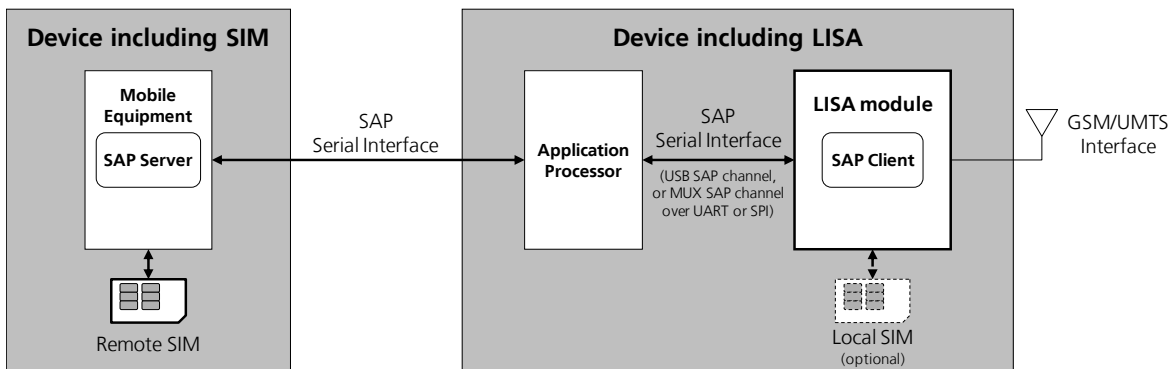 Device including SIM
Device including LISA
Mobile
Equipment
SAP Server
SAP
Serial Interface
Application
Processor
SAP
Serial Interface
(USB SAP channel,
or MUX SAP channel
over UART or SPI)
LISA module
SAP Client
GSM/UMTS
Interface
Remote SIM
Local SIM
(optional)